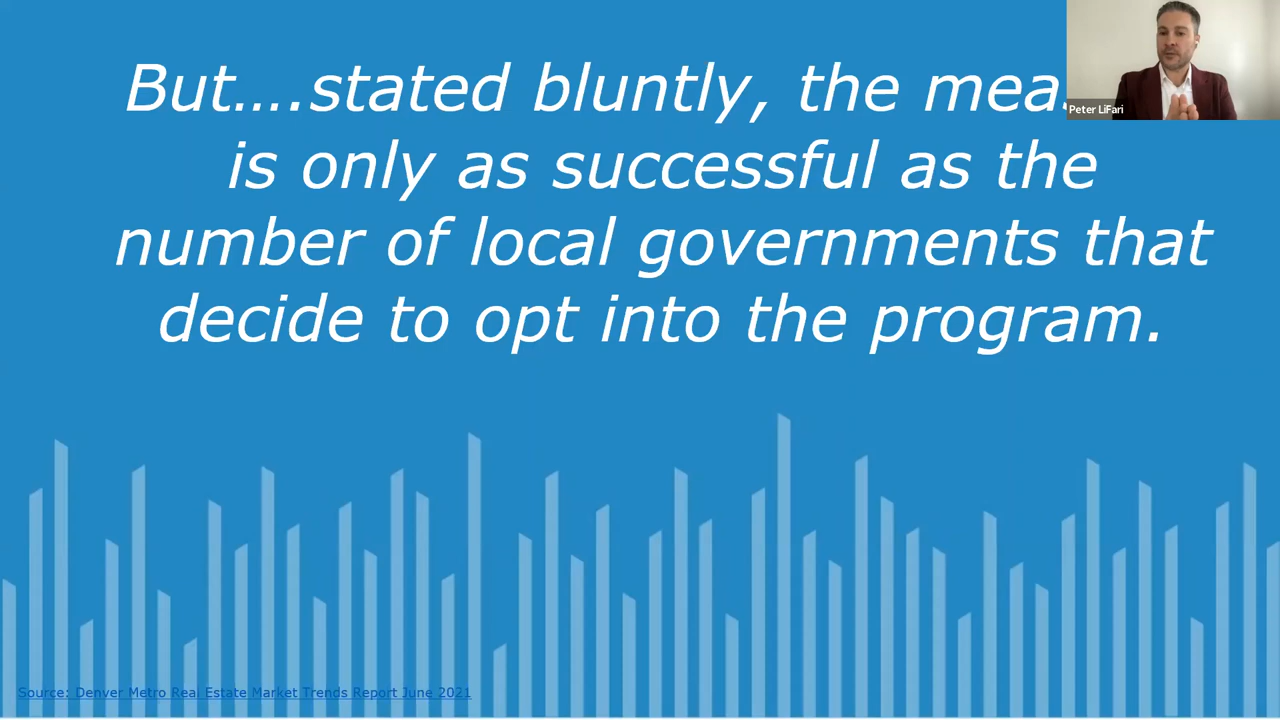 But….stated bluntly, the meas
is only as successful as the
number of local governments that
decide to opt into the program.
Peter LiFari
Source: Denver Metro Real Estate Market Trends Report June 2021